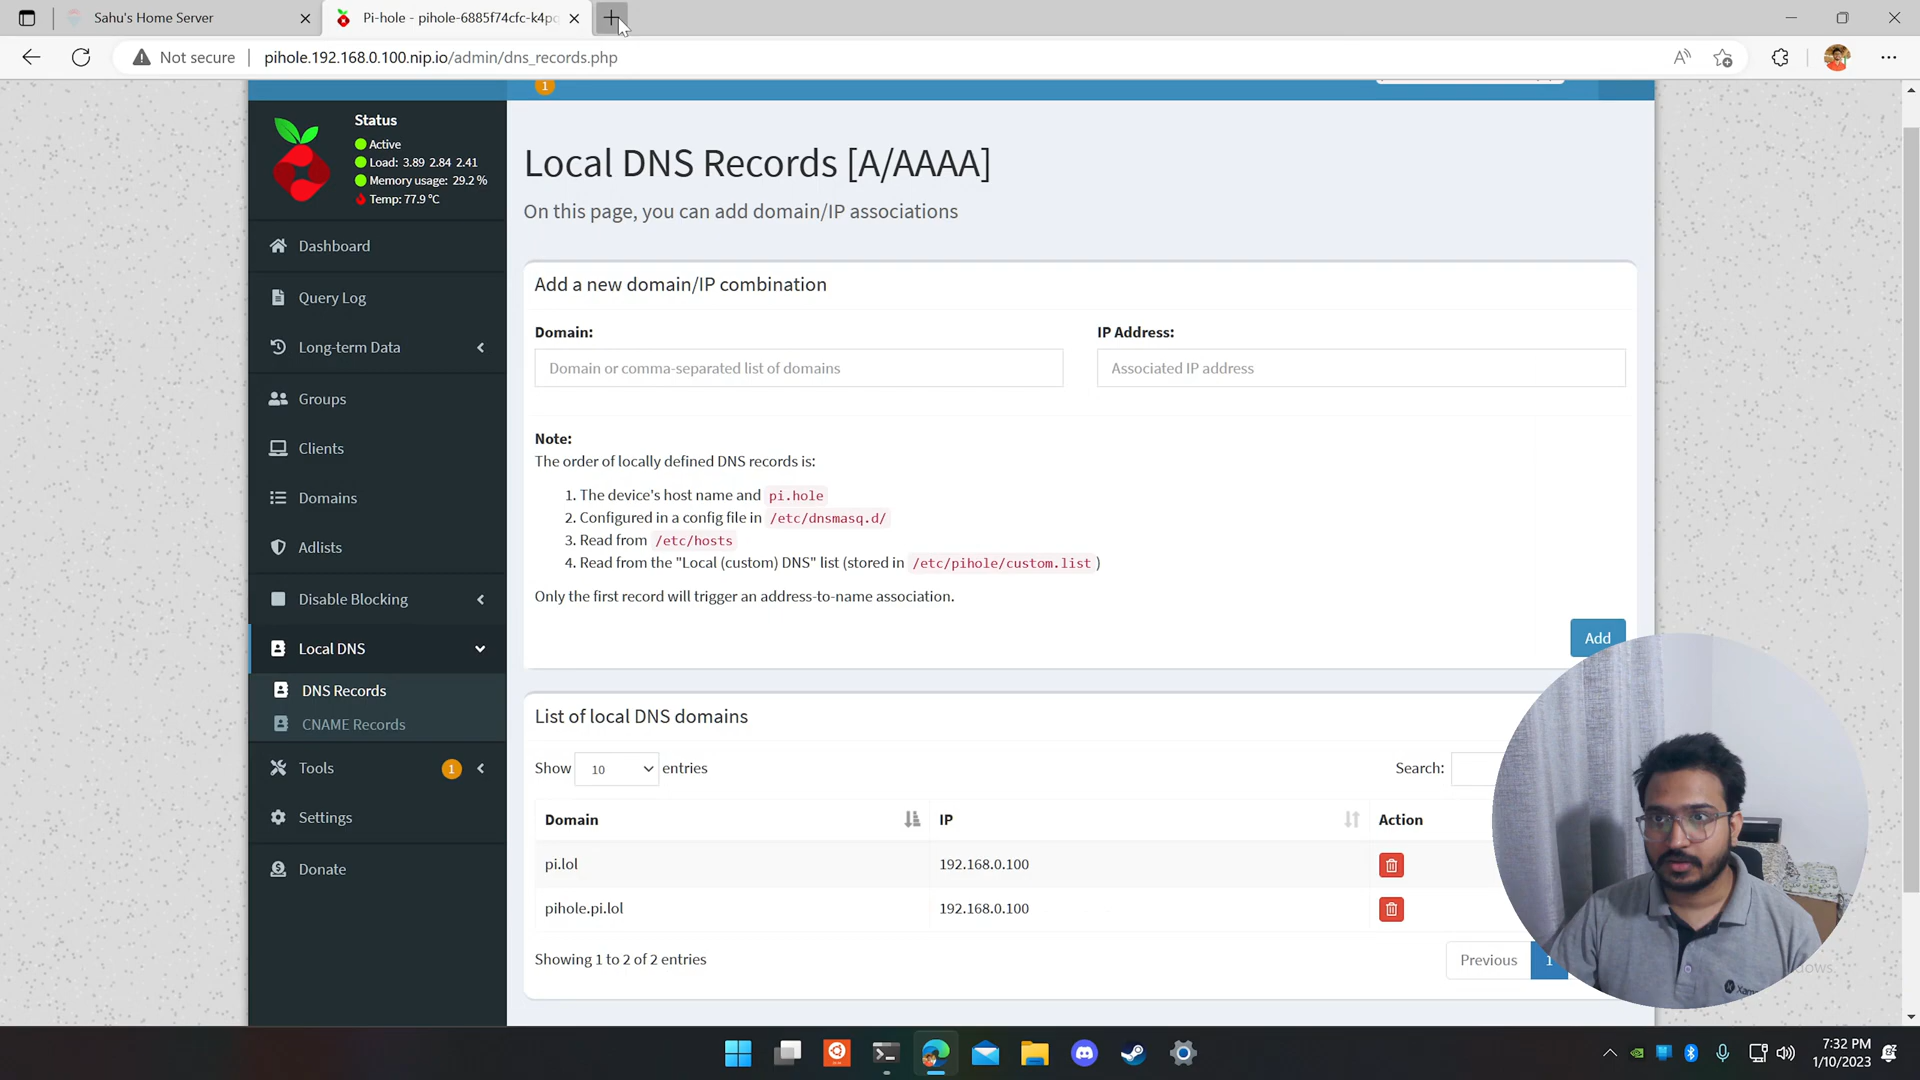 Sahu's Home Server
Pi-hole - pihole-6885f74cfc-k4p
Not secure
pihole.192.168.0.100.nip.io/admin/dns_records.php
1
Status
Active
Load: 3.89 2.84 2.41
Memory usage: 29.2 %
Temp: 77.9 °C
Dashboard
Query Log
Long-term Data
Groups
Clients
Domains
Adlists
Disable Blocking
Local DNS
DNS Records
CNAME Records
Tools
1
Settings
Donate
Local DNS Records [A/AAAA]
On this page, you can add domain/IP associations
Add a new domain/IP combination
Domain:
IP Address:
Domain or comma-separated list of domains
Associated IP address
Note:
The order of locally defined DNS records is:
1. The device's host name and pi.hole
2. Configured in a config file in /etc/dnsmasq.d/
3. Read from /etc/hosts
4. Read from the "Local (custom) DNS" list (stored in /etc/pihole/custom.list )
Only the first record will trigger an address-to-name association.
Add
List of local DNS domains
Show 10 entries
Search:
Domain
IP
Action
pi.lol
192.168.0.100
pihole.pi.lol
192.168.0.100
Showing 1 to 2 of 2 entries
Previous
1
7:32 PM
1/10/2023